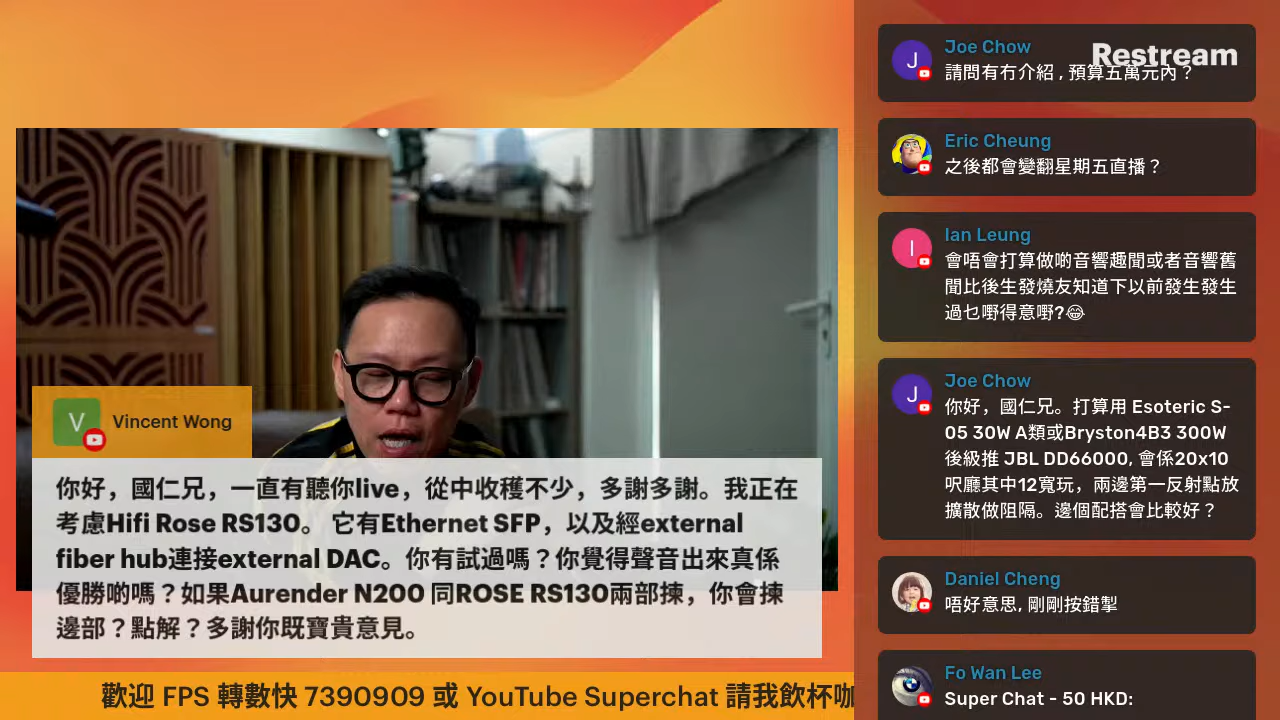 Vincent Wong
你好，國仁兄，一直有聽你live，從中收穫不少，多謝多謝。我正在
考慮Hifi Rose RS130。 它有Ethernet SFP，以及經external
fiber hub連接external DAC。你有試過嗎？你覺得聲音出來真係
優勝啲嗎？如果Aurender N200 同ROSE RS130兩部揀，你會揀
邊部？點解？多謝你既寶貴意見。
歡迎 FPS 轉數快 7390909 或 YouTube Superchat 請我飲杯咖
Restream
Joe Chow
請問有冇介紹 , 預算五萬元內？
Eric Cheung
之後都會變翻星期五直播？
Ian Leung
會唔會打算做啲音響趣聞或者音響舊
聞比後生發燒友知道下以前發生發生
過乜嘢得意嘢?😂
Joe Chow
你好，國仁兄。打算用 Esoteric S-
05 30W A類或Bryston4B3 300W
後級推 JBL DD66000, 會係20x10
呎廳其中12寬玩，兩邊第一反射點放
擴散做阻隔。邊個配搭會比較好？
Daniel Cheng
唔好意思, 剛剛按錯掣
Fo Wan Lee
Super Chat - 50 HKD: